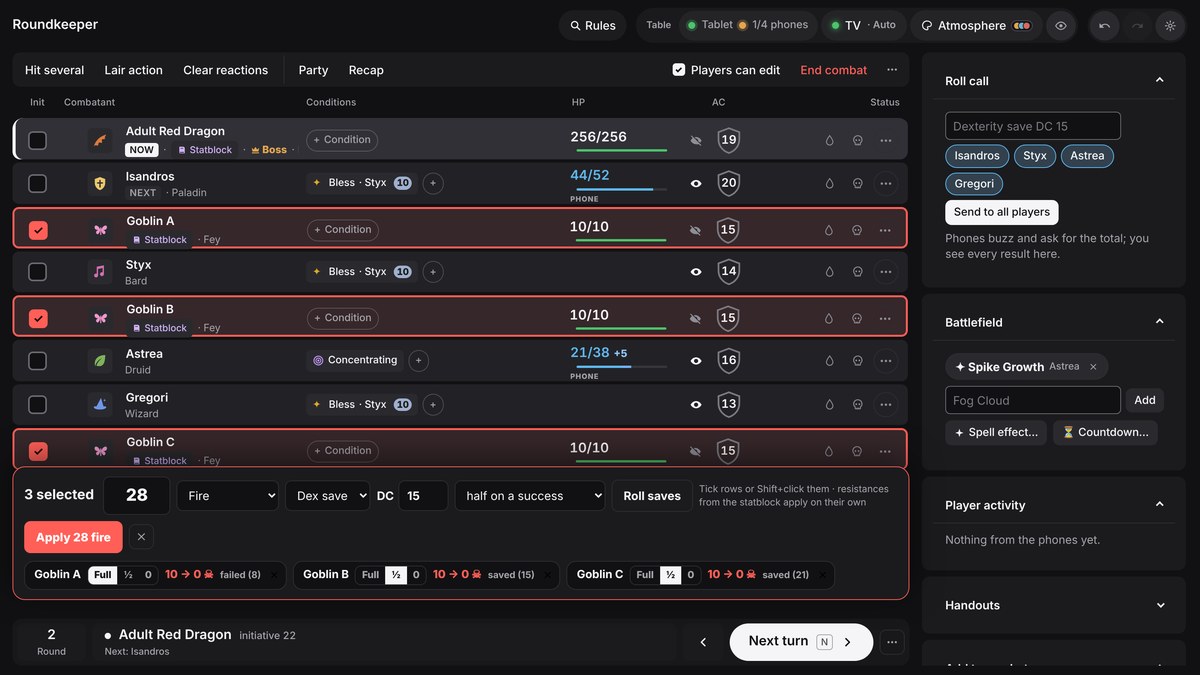 Roundkeeper
Rules
Table Tablet 1/4 phones
TV · Auto
Atmosphere
Hit several Lair action Clear reactions Party Recap
Players can edit End combat ...
Init Combatant Conditions HP AC Status
Adult Red Dragon
NOW · Statblock · Boss ·
+ Condition
256/256
19
Isandros
NEXT · Paladin
Bless · Styx 10 +
44/52
PHONE
20
Goblin A
Statblock · Fey
+ Condition
10/10
15
Styx
Bard
Bless · Styx 10 +
14
Goblin B
Statblock · Fey
+ Condition
10/10
15
Astrea
Druid
Concentrating +
21/38 +5
PHONE
16
Gregori
Wizard
Bless · Styx 10 +
13
Goblin C
Statblock · Fey
+ Condition
10/10
15
3 selected 28 Fire Dex save DC 15 half on a success Roll saves
Tick rows or Shift+click them · resistances
from the statblock apply on their own
Apply 28 fire ×
Goblin A Full ½ 0 10 → 0 failed (8) ×
Goblin B Full ½ 0 10 → 0 saved (15) ×
Goblin C Full ½ 0 10 → 0 saved (21) ×
2
Round
Adult Red Dragon initiative 22
Next: Isandros
Next turn N
Roll call
Dexterity save DC 15
Isandros Styx Astrea
Gregori
Send to all players
Phones buzz and ask for the total; you
see every result here.
Battlefield
Spike Growth Astrea ×
Fog Cloud Add
Spell effect... Countdown...
Player activity
Nothing from the phones yet.
Handouts